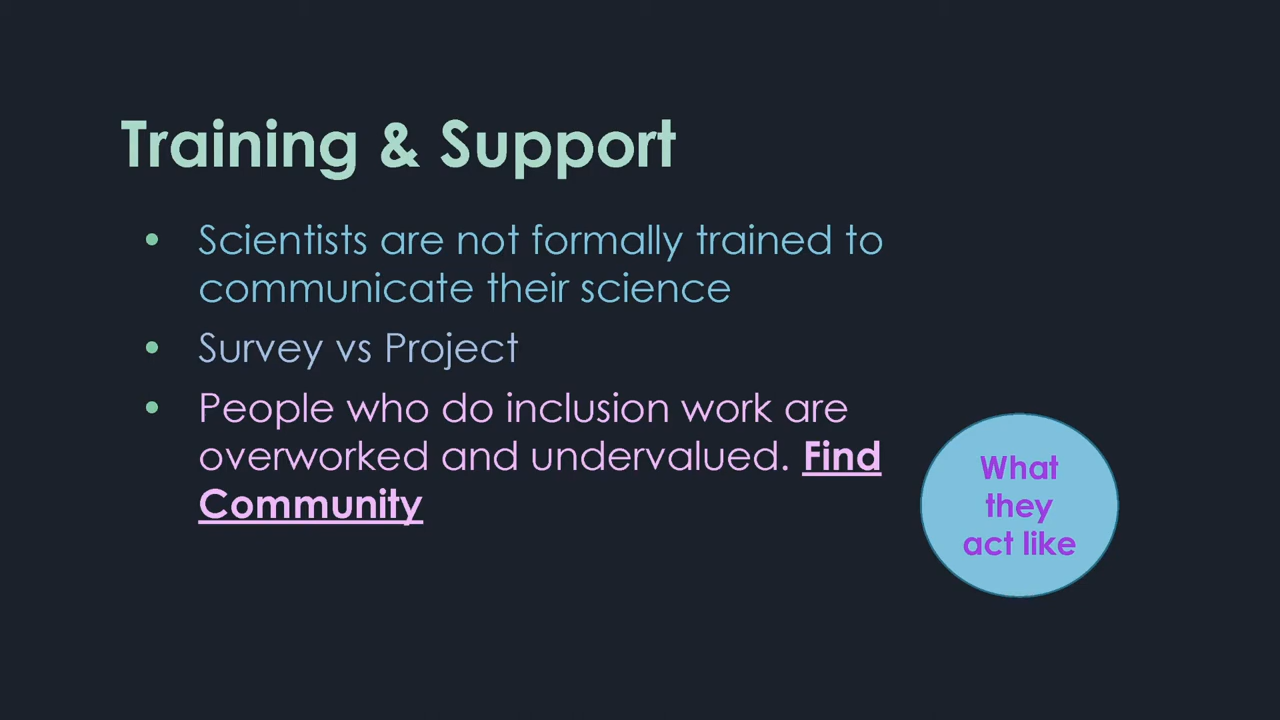 Training & Support
• Scientists are not formally trained to
communicate their science
• Survey vs Project
• People who do inclusion work are
overworked and undervalued. Find
Community
What
they
act like